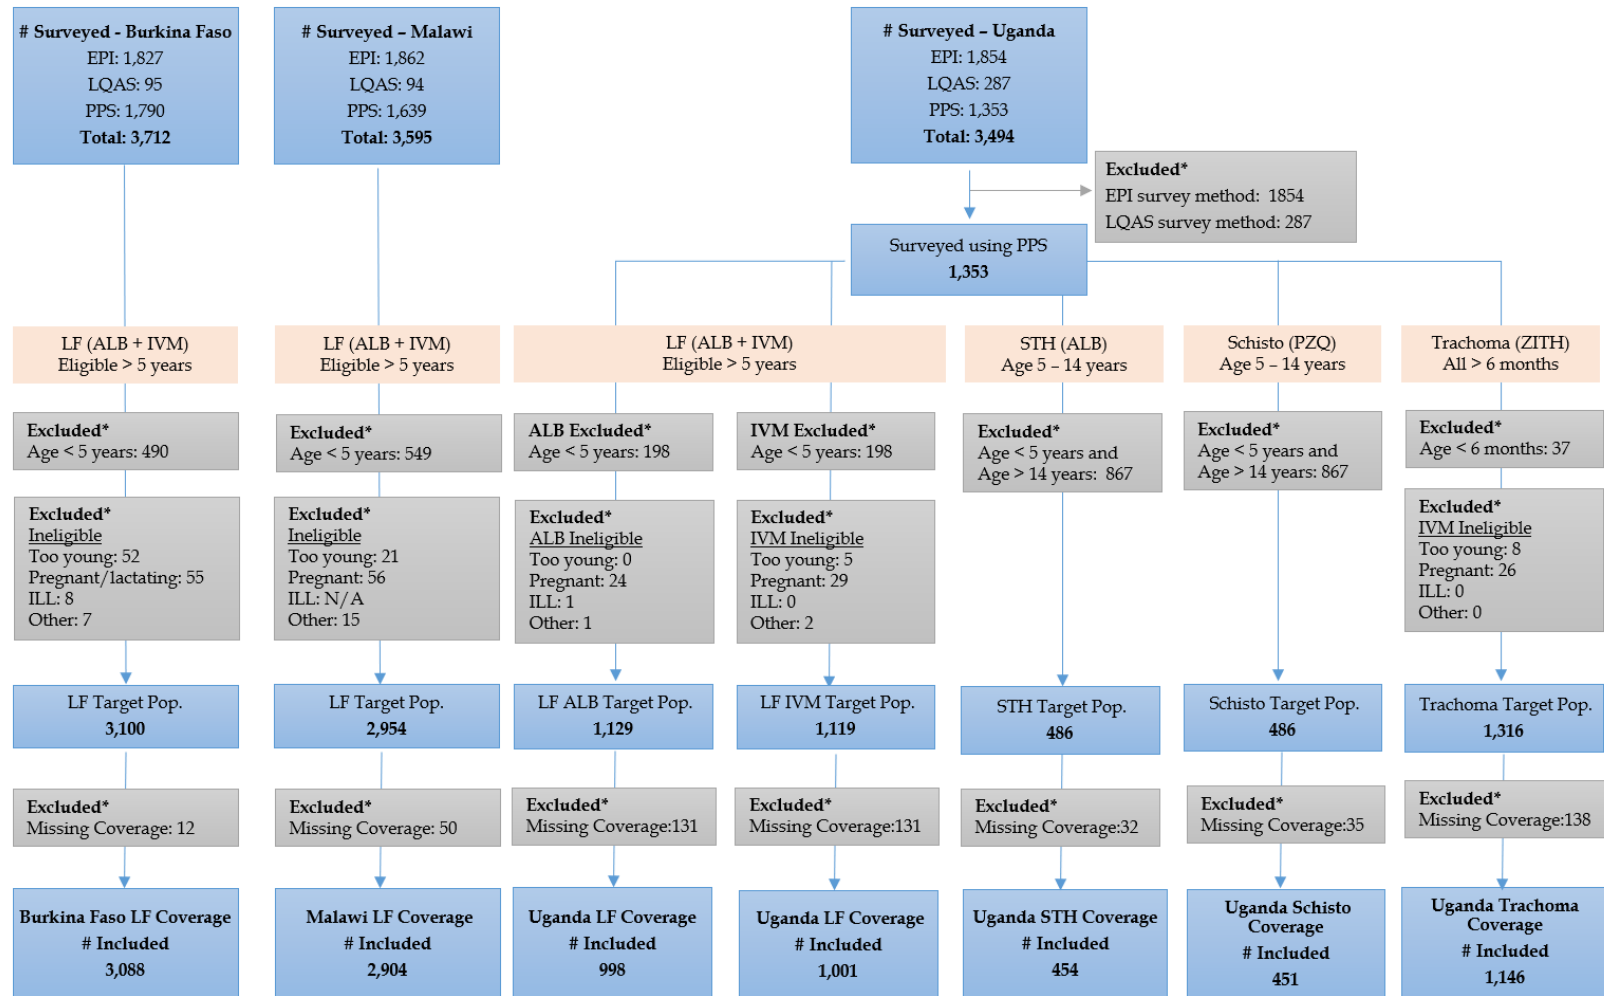 # Surveyed - Burkina Faso
EPI: 1,827
LQAS: 95
PPS: 1,790
Total: 3,712
# Surveyed – Malawi
EPI: 1,862
LQAS: 94
PPS: 1,639
Total: 3,595
# Surveyed – Uganda
EPI: 1,854
LQAS: 287
PPS: 1,353
Total: 3,494
Excluded*
EPI survey method: 1854
LQAS survey method: 287
Surveyed using PPS
1,353
LF (ALB + IVM)
Eligible > 5 years
LF (ALB + IVM)
Eligible > 5 years
LF (ALB + IVM)
Eligible > 5 years
STH (ALB)
Age 5 – 14 years
Schisto (PZQ)
Age 5 – 14 years
Trachoma (ZITH)
All > 6 months
Excluded*
Age < 5 years: 490
Excluded*
Age < 5 years: 549
ALB Excluded*
Age < 5 years: 198
IVM Excluded*
Age < 5 years: 198
Excluded*
Age < 5 years and
Age > 14 years: 867
Excluded*
Age < 5 years and
Age > 14 years: 867
Excluded*
Age < 6 months: 37
Excluded*
Ineligible
Too young: 52
Pregnant/lactating: 55
ILL: 8
Other: 7
Excluded*
Ineligible
Too young: 21
Pregnant: 56
ILL: N/A
Other: 15
Excluded*
ALB Ineligible
Too young: 0
Pregnant: 24
ILL: 1
Other: 1
Excluded*
IVM Ineligible
Too young: 5
Pregnant: 29
ILL: 0
Other: 2
Excluded*
IVM Ineligible
Too young: 8
Pregnant: 26
ILL: 0
Other: 0
LF Target Pop.
3,100
LF Target Pop.
2,954
LF ALB Target Pop.
1,129
LF IVM Target Pop.
1,119
STH Target Pop.
486
Schisto Target Pop.
486
Trachoma Target Pop.
1,316
Excluded*
Missing Coverage: 12
Excluded*
Missing Coverage: 50
Excluded*
Missing Coverage:131
Excluded*
Missing Coverage: 131
Excluded*
Missing Coverage:32
Excluded*
Missing Coverage:35
Excluded*
Missing Coverage:138
Burkina Faso LF Coverage
# Included
3,088
Malawi LF Coverage
# Included
2,904
Uganda LF Coverage
# Included
998
Uganda LF Coverage
# Included
1,001
Uganda STH Coverage
# Included
454
Uganda Schisto
Coverage
# Included
451
Uganda Trachoma
Coverage
# Included
1,146